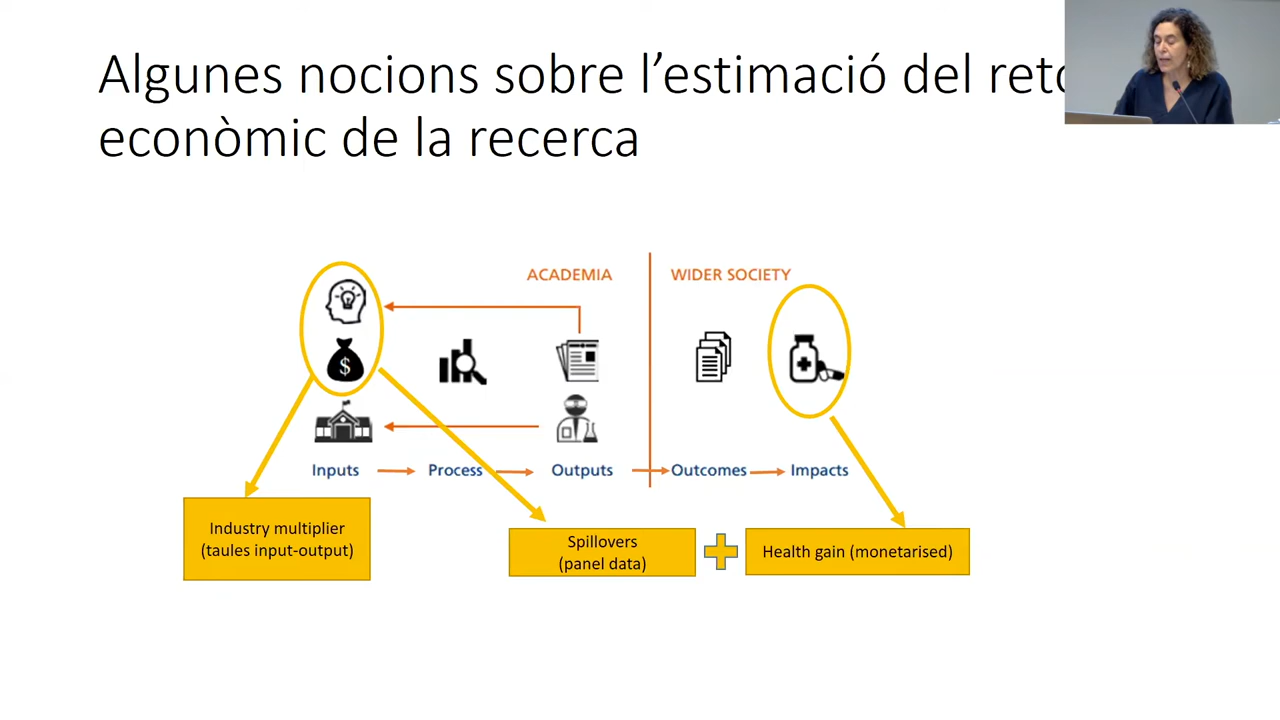 Algunes nocions sobre l’estimació del
econòmic de la recerca
ACADEMIA
WIDER SOCIETY
$
Inputs
Process
Outputs
Outcomes
Impacts
Industry multiplier
(taules input-output)
Spillovers
(panel data)
Health gain (monetarised)